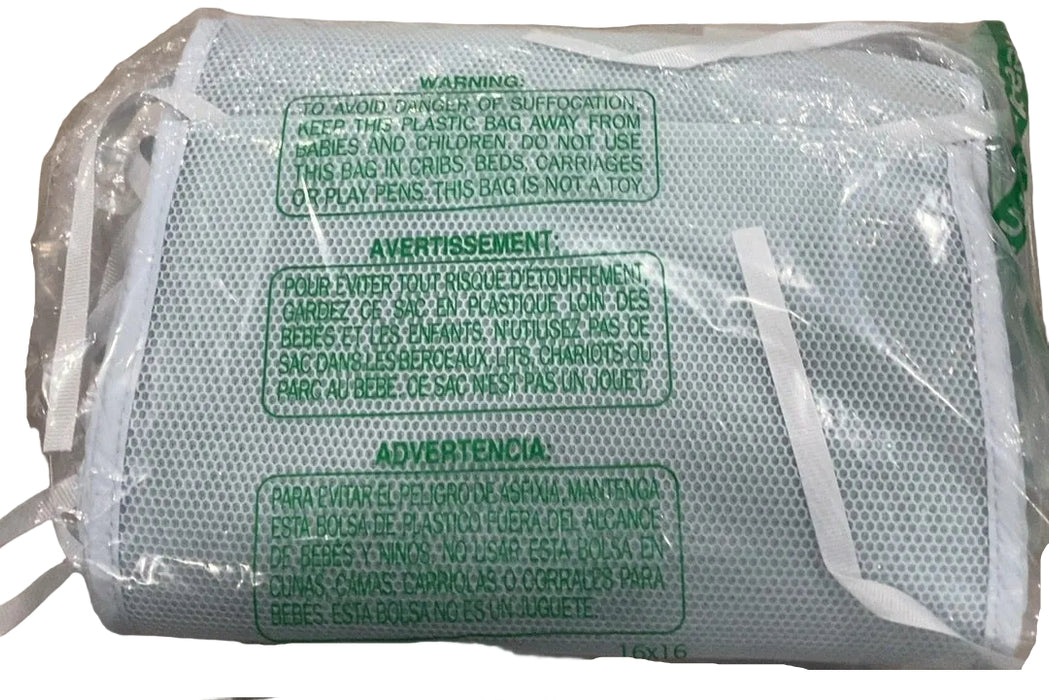 WARNING:
TO AVOID DANGER OF SUFFOCATION,
KEEP THIS PLASTIC BAG AWAY FROM
BABIES AND CHILDREN. DO NOT USE
THIS BAG IN CRIBS, BEDS, CARRIAGES
OR PLAY PENS. THIS BAG IS NOT A TOY.
AVERTISSEMENT:
POUR EVITER TOUT RISQUE D'ETOUFFEMENT,
GARDEZ CE SAC EN PLASTIQUE LOIN DES
BEBES ET LES ENFANTS. N'UTILISEZ PAS CE
SAC DANS LES BERCEAUX, LITS, CHARIOTS OU
PARC AU BEBE. CE SAC N'EST PAS UN JOUET.
ADVERTENCIA:
PARA EVITAR EL PELIGRO DE ASFIXIA, MANTENGA
ESTA BOLSA DE PLASTICO FUERA DEL ALCANCE
DE BEBES Y NINOS. NO USAR ESTA BOLSA EN
CUNAS, CAMAS, CARRIOLAS O CORRALES PARA
BEBES. ESTA BOLSA NO ES UN JUGUETE.
16x16